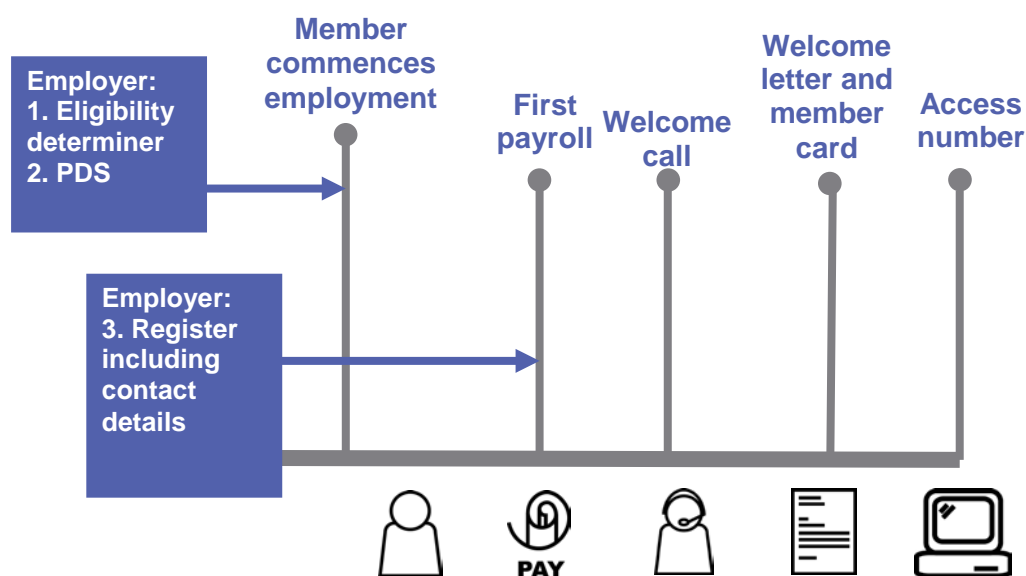 Member
commences
employment
Employer:
1. Eligibility
determiner
2. PDS
First
payroll
Welcome
call
Welcome
letter and
member
card
Access
number
Employer:
3. Register
including
contact
details
PAY